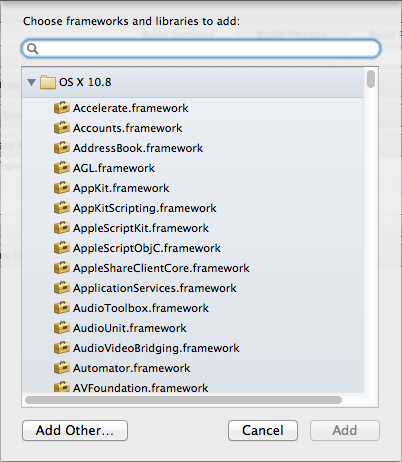 Choose frameworks and libraries to add:
OS X 10.8
Accelerate.framework
Accounts.framework
AddressBook.framework
AGL.framework
AppKit.framework
AppKitScripting.framework
AppleScriptKit.framework
AppleScriptObjC.framework
AppleShareClientCore.framework
ApplicationServices.framework
AudioToolbox.framework
AudioUnit.framework
AudioVideoBridging.framework
Automator.framework
AVFoundation.framework
Add Other... Cancel Add